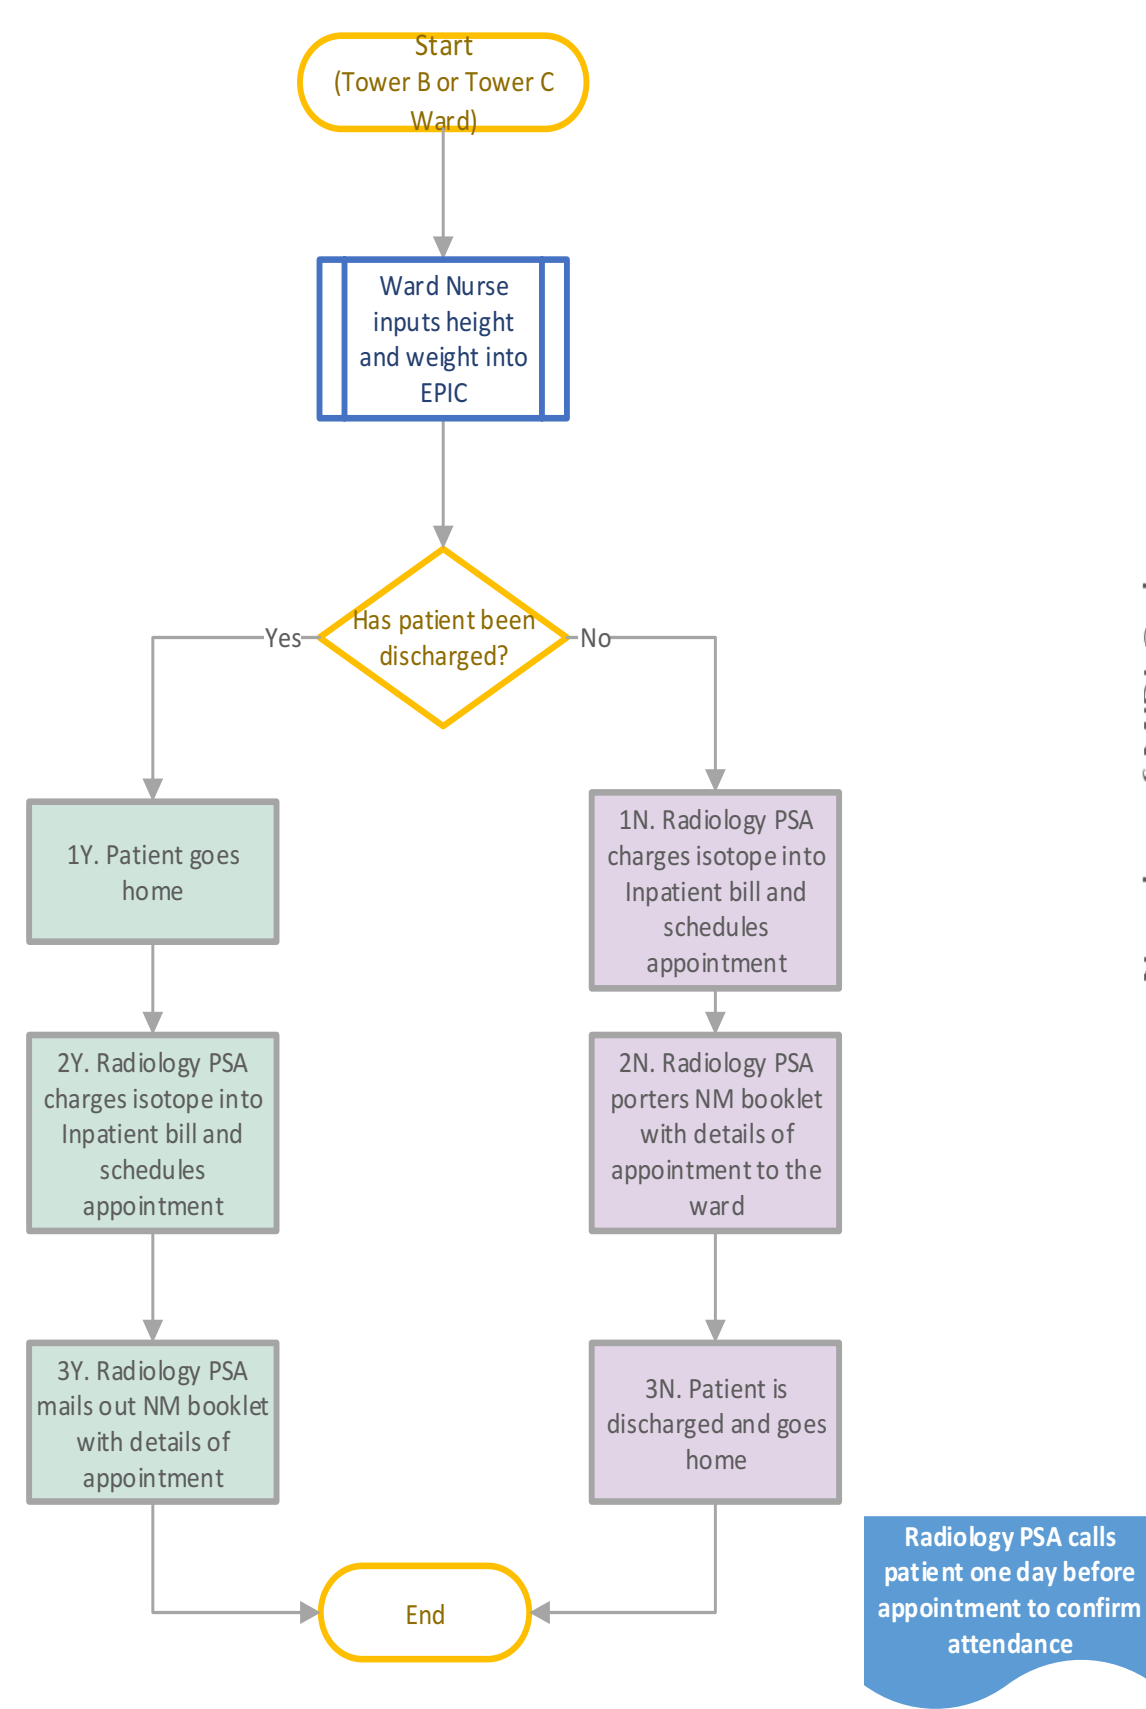 Start
(Tower B or Tower C
Ward)
Ward Nurse
inputs height
and weight into
EPIC
Has patient been
discharged?
Yes
No
1Y. Patient goes
home
2Y. Radiology PSA
charges isotope into
Inpatient bill and
schedules
appointment
3Y. Radiology PSA
mails out NM booklet
with details of
appointment
1N. Radiology PSA
charges isotope into
Inpatient bill and
schedules
appointment
2N. Radiology PSA
porters NM booklet
with details of
appointment to the
ward
3N. Patient is
discharged and goes
home
End
Radiology PSA calls
patient one day before
appointment to confirm
attendance